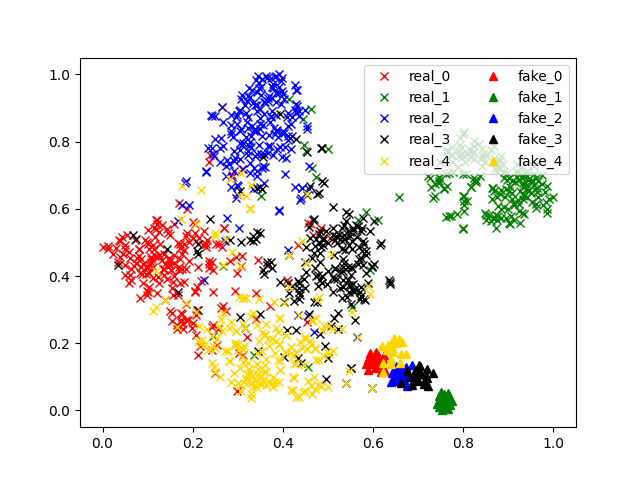 1.0
0.8
0.6
0.4
0.2
0.0
0.0 0.2 0.4 0.6 0.8 1.0
real_0 fake_0
real_1 fake_1
real_2 fake_2
real_3 fake_3
real_4 fake_4